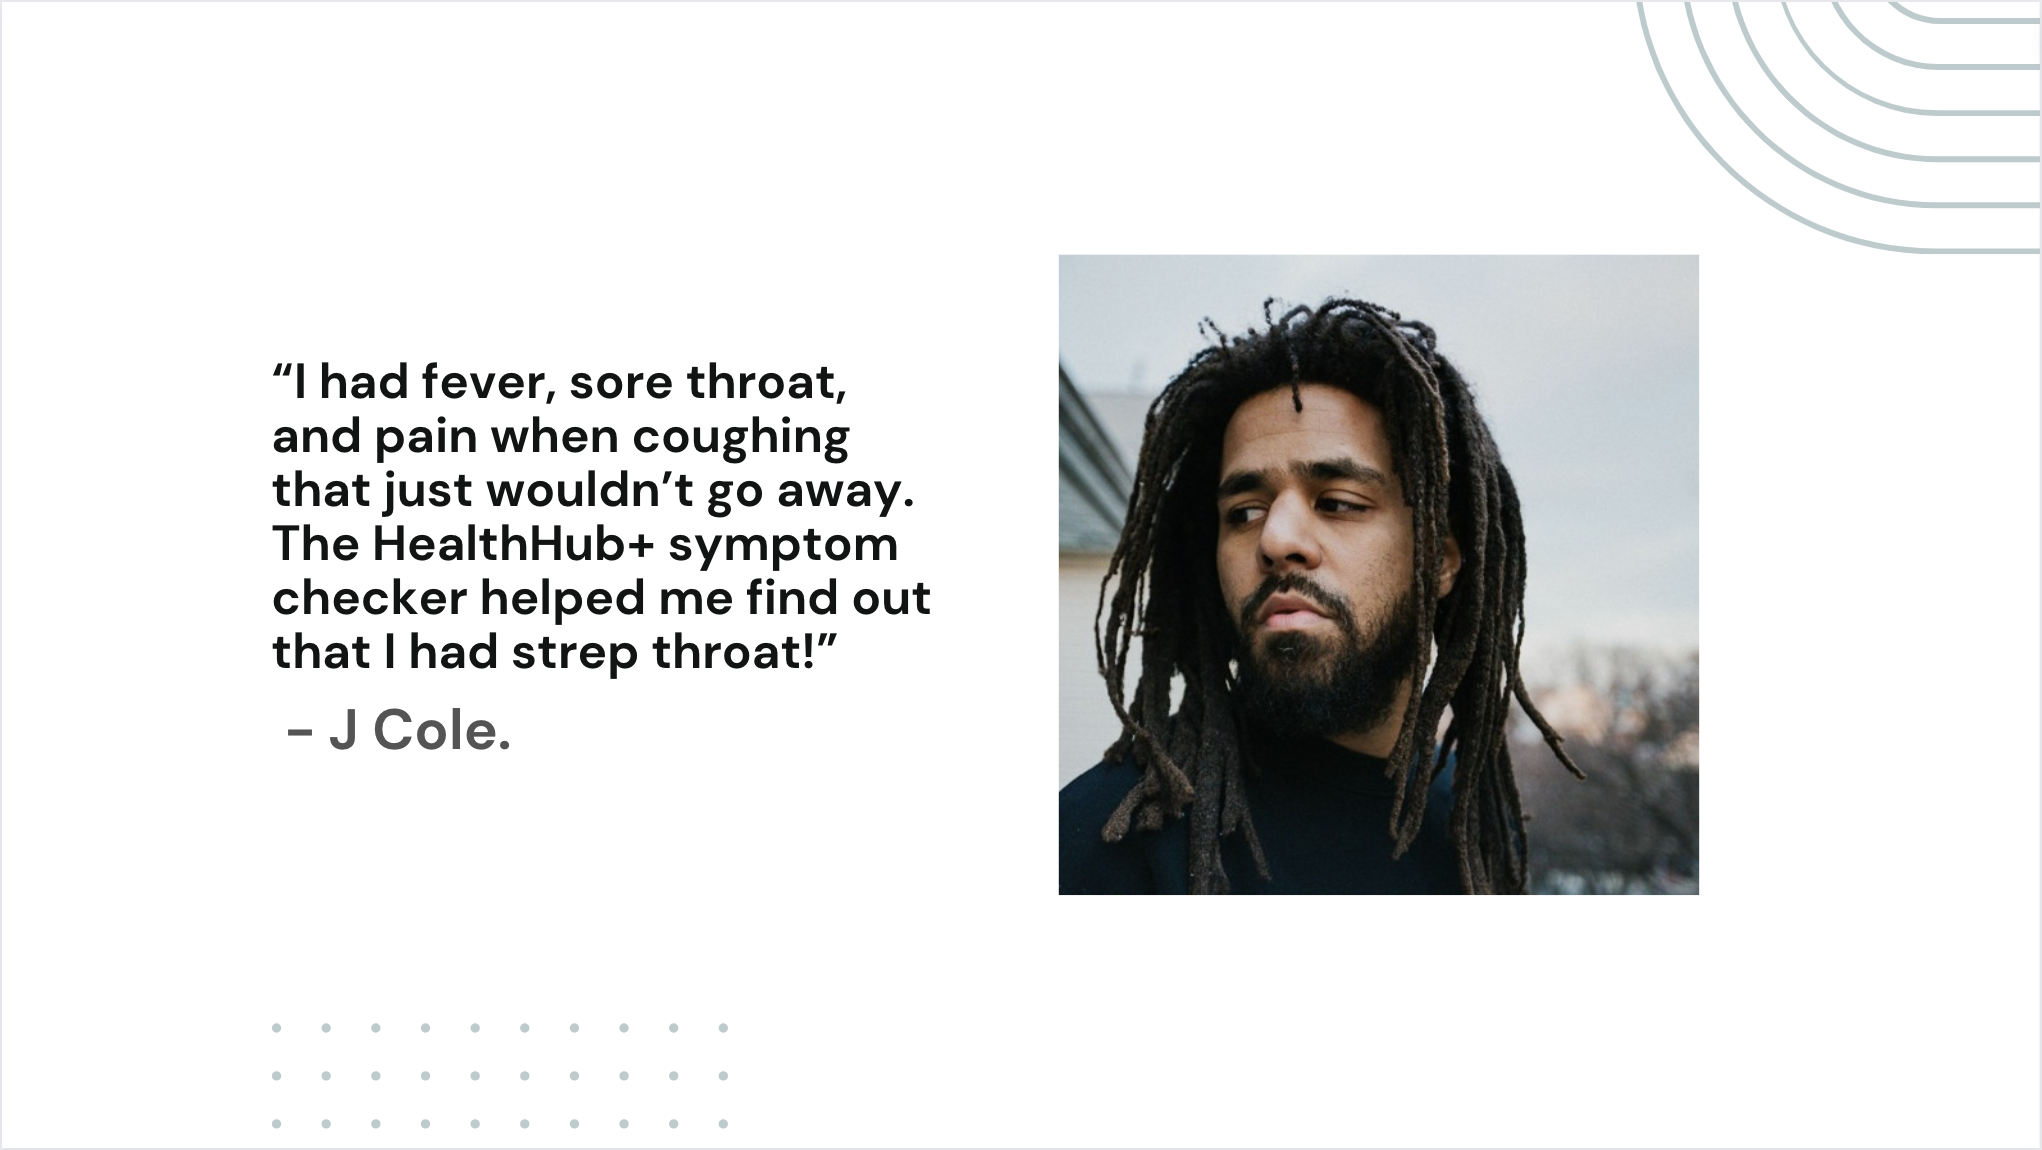 “I had fever, sore throat,
and pain when coughing
that just wouldn’t go away.
The HealthHub+ symptom
checker helped me find out
that I had strep throat!”
– J Cole.